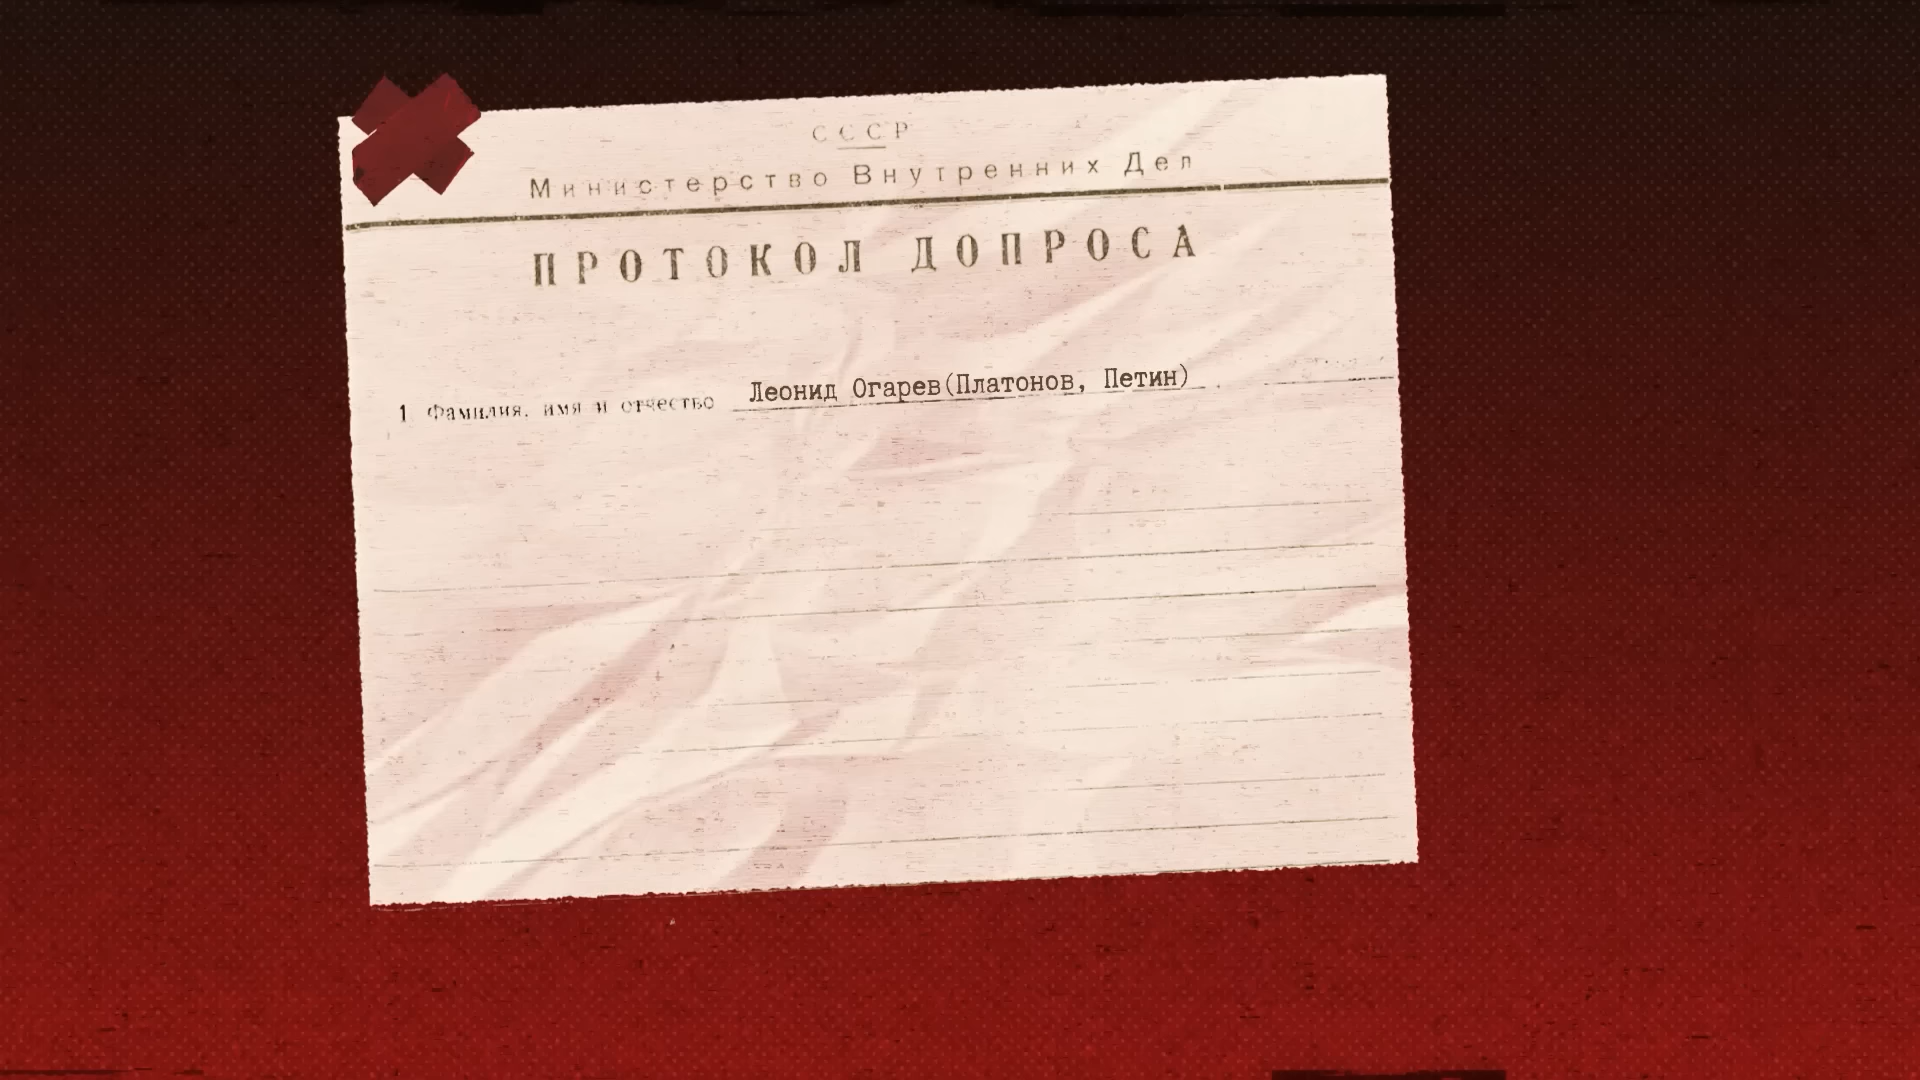 СССР
Министерство Внутренних Дел
ПРОТОКОЛ ДОПРОСА
1 Фамилия, имя и отчество Леонид Огарев(Платонов, Петин)